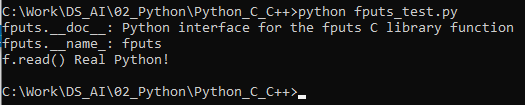 C:\Work\DS_AI\02_Python\Python_C_C++>python fputs_test.py
fputs.__doc__: Python interface for the fputs C library function
fputs.__name_: fputs
f.read() Real Python!
C:\Work\DS_AI\02_Python\Python_C_C++>